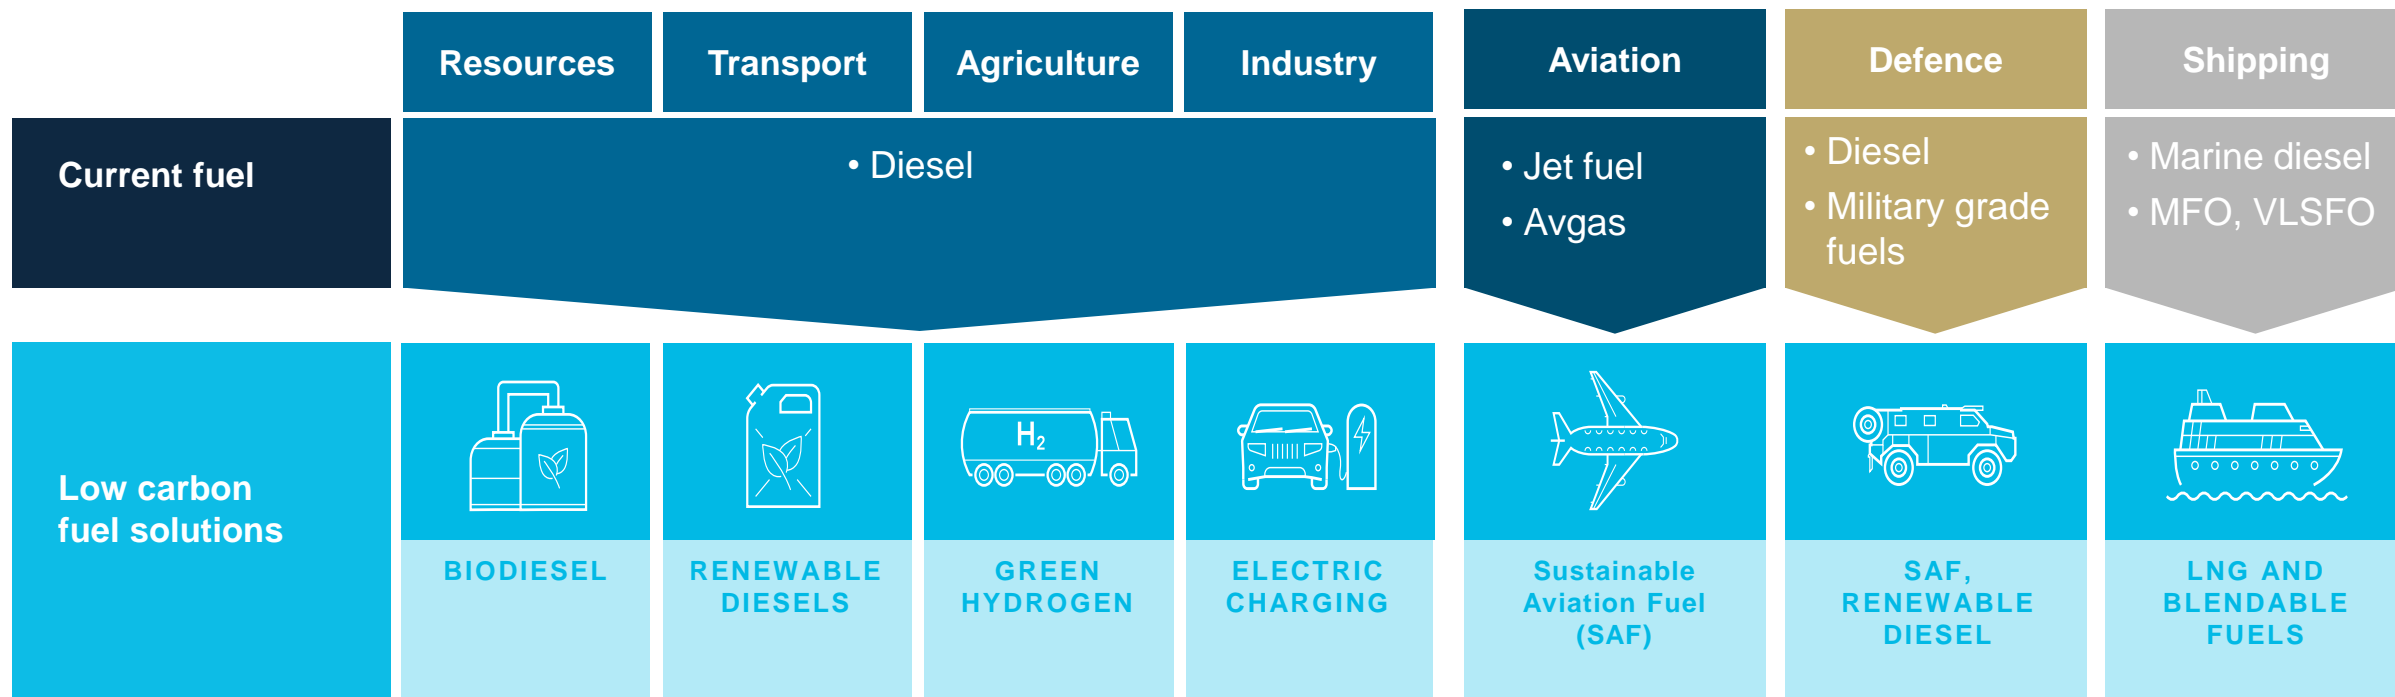 Resources
Transport
Agriculture
Industry
Aviation
Defence
Shipping
Current fuel
• Diesel
• Jet fuel
• Avgas
• Diesel
• Military grade
fuels
• Marine diesel
• MFO, VLSFO
Low carbon
fuel solutions
H₂
BIODIESEL
RENEWABLE
DIESELS
GREEN
HYDROGEN
ELECTRIC
CHARGING
Sustainable
Aviation Fuel
(SAF)
SAF,
RENEWABLE
DIESEL
LNG AND
BLENDABLE
FUELS